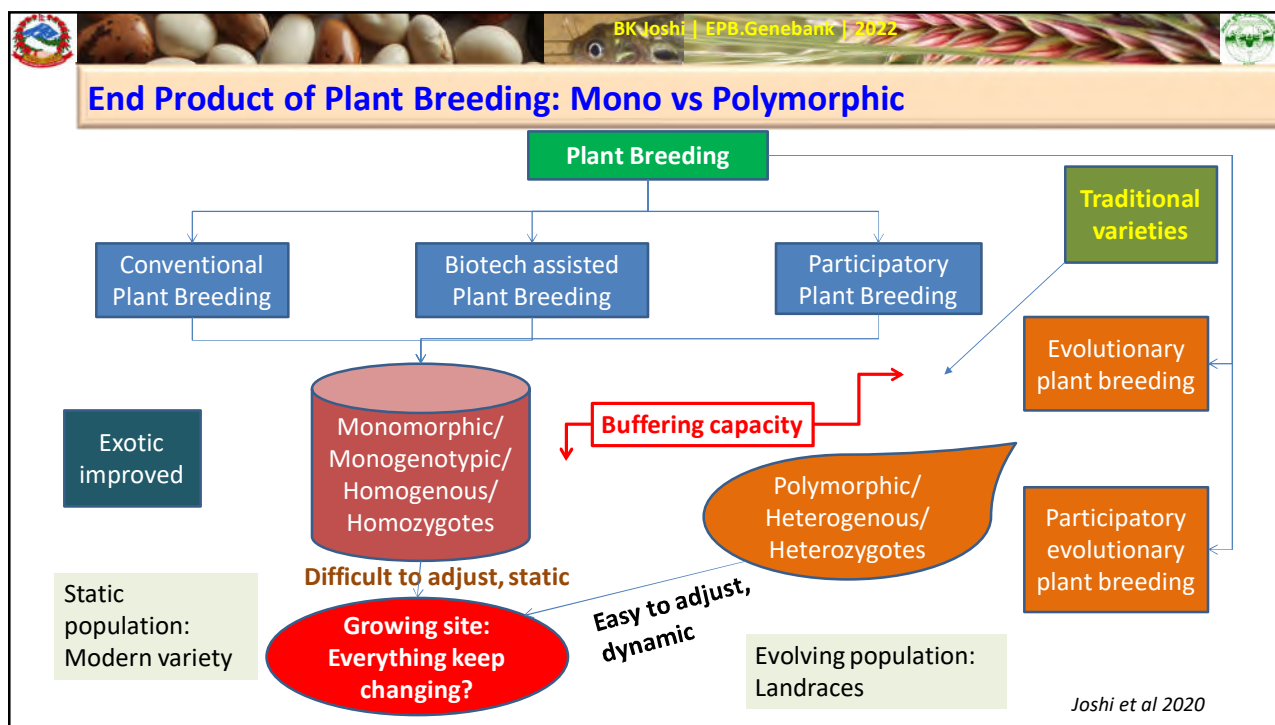 BK Joshi | EPB.Genebank | 2022
End Product of Plant Breeding: Mono vs Polymorphic
Plant Breeding
Traditional
varieties
Conventional
Plant Breeding
Biotech assisted
Plant Breeding
Participatory
Plant Breeding
Evolutionary
plant breeding
Exotic
improved
Monomorphic/
Monogenotypic/
Homogenous/
Homozygotes
Buffering capacity
Polymorphic/
Heterogenous/
Heterozygotes
Participatory
evolutionary
plant breeding
Difficult to adjust, static
Easy to adjust,
dynamic
Static
population:
Modern variety
Growing site:
Everything keep
changing?
Evolving population:
Landraces
Joshi et al 2020